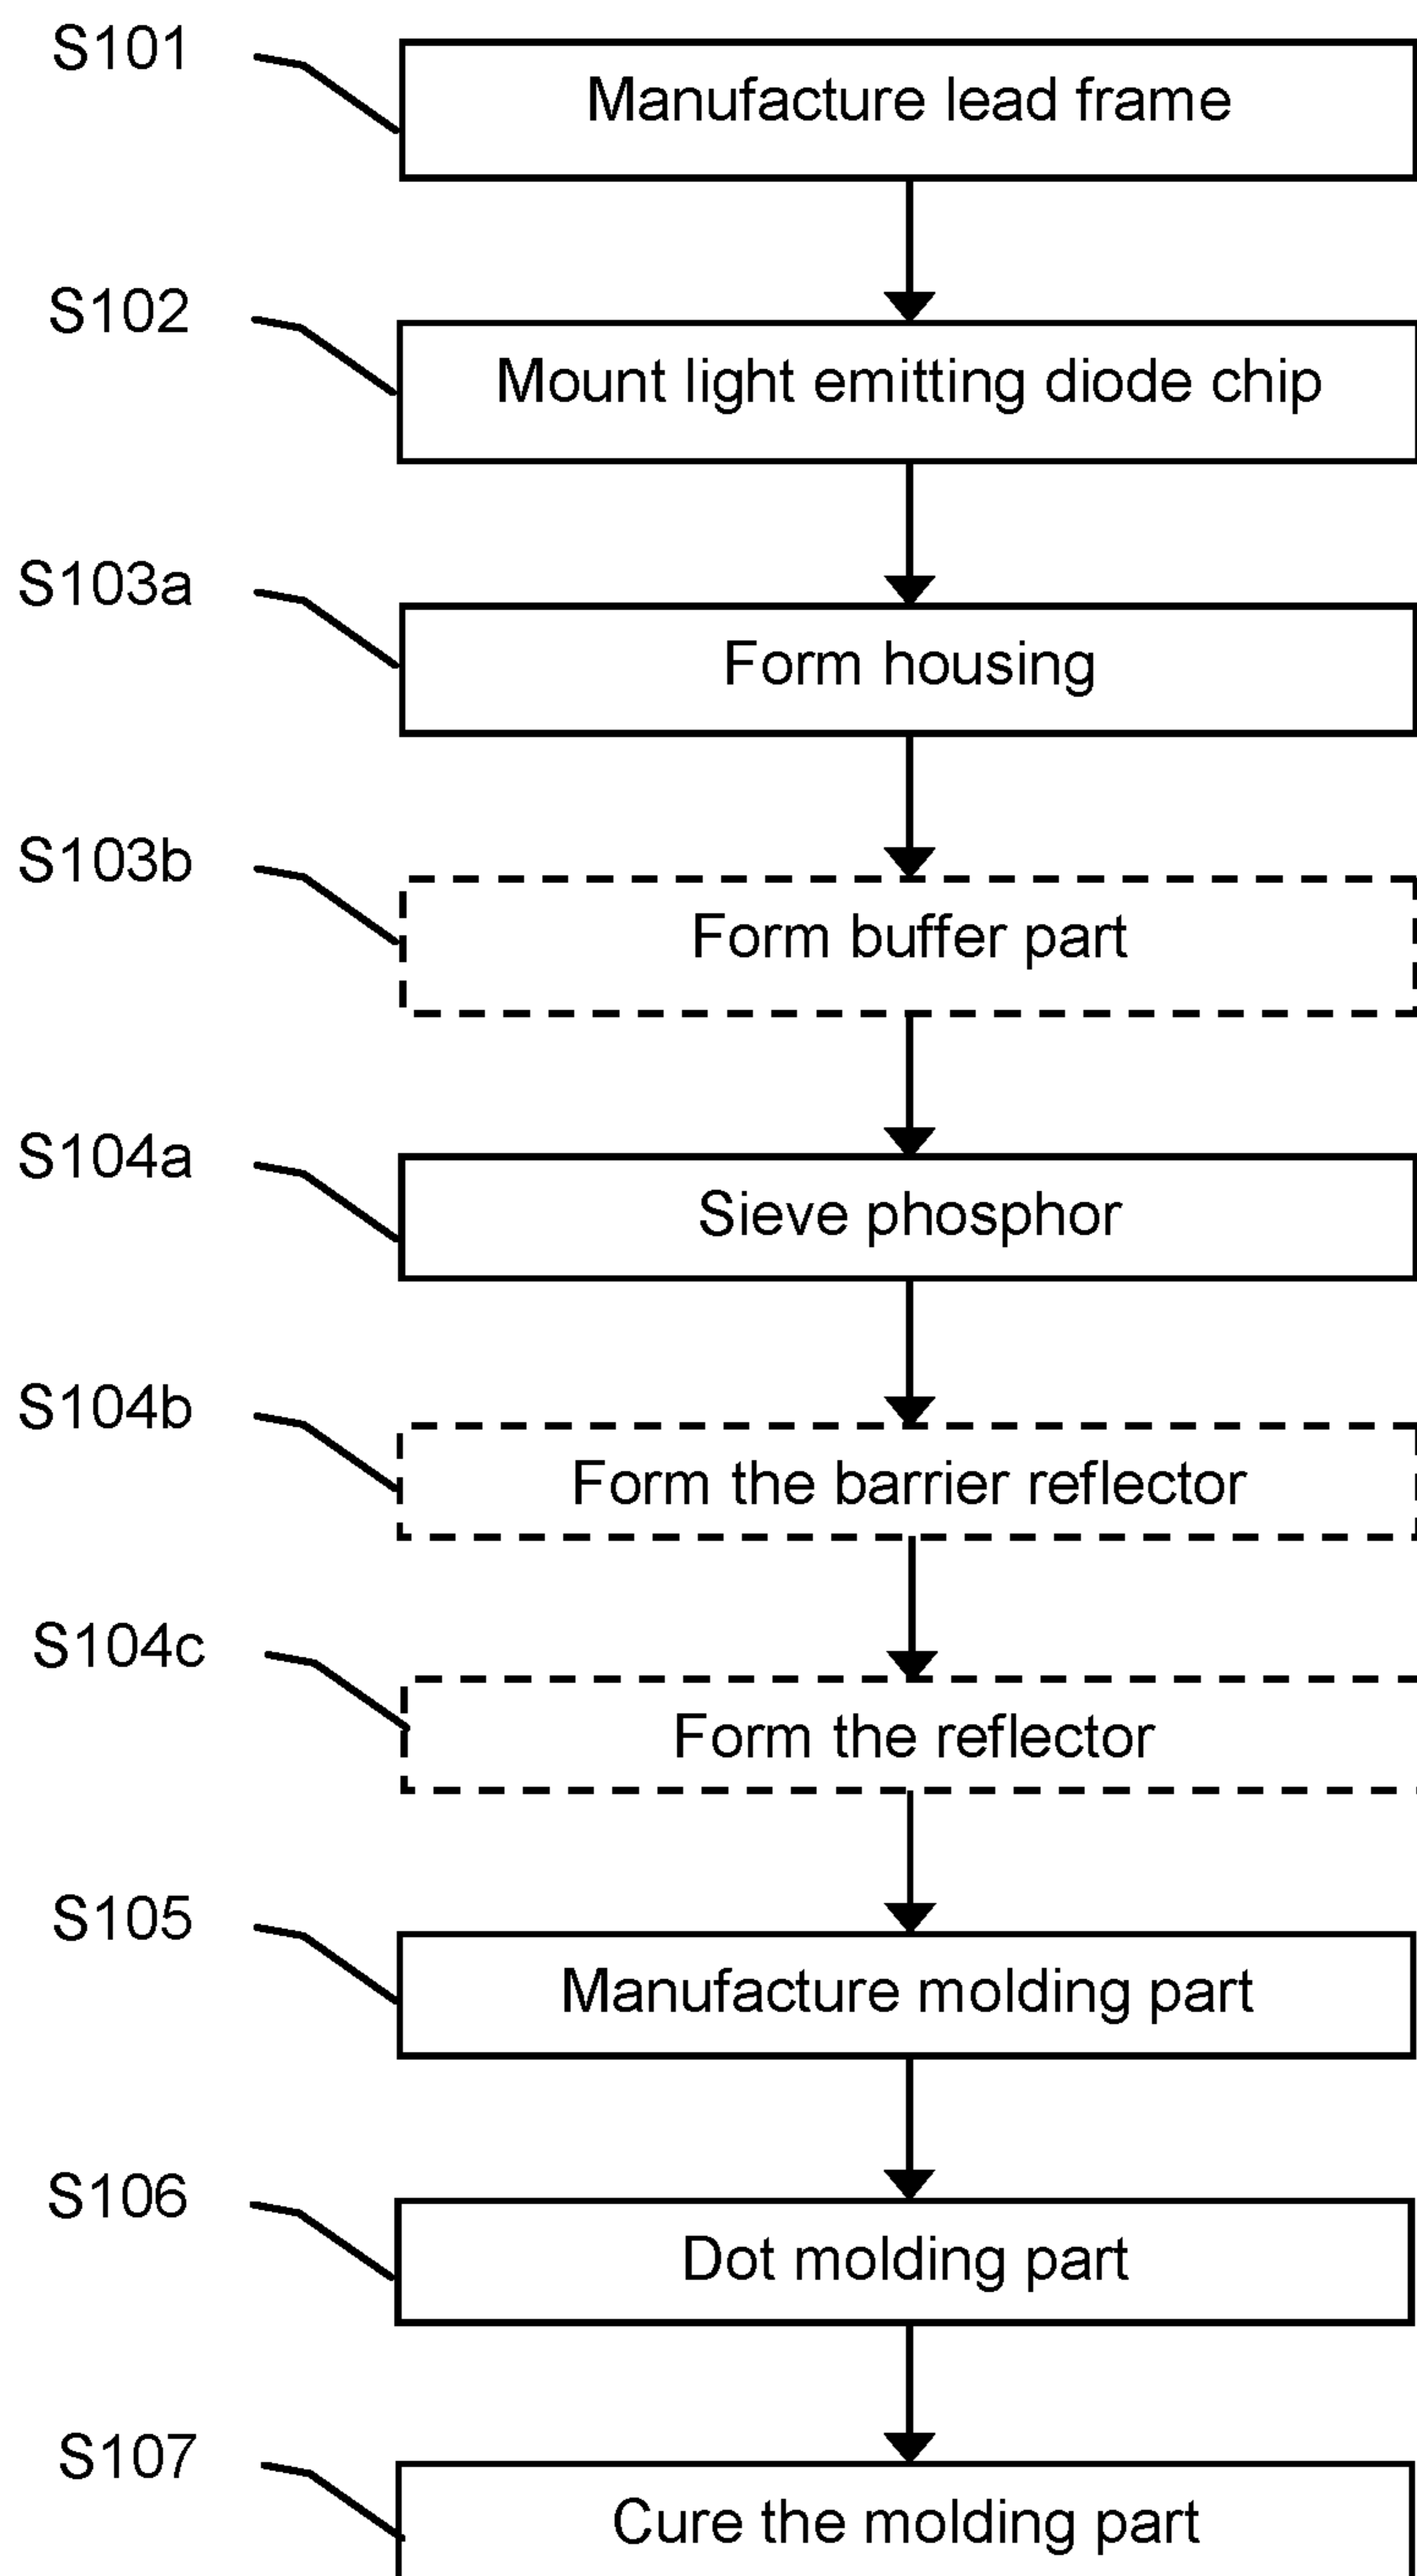 S101
Manufacture lead frame
S102
Mount light emitting diode chip
S103a
Form housing
S103b
Form buffer part
S104a
Sieve phosphor
S104b
Form the barrier reflector
S104c
Form the reflector
S105
Manufacture molding part
S106
Dot molding part
S107
Cure the molding part